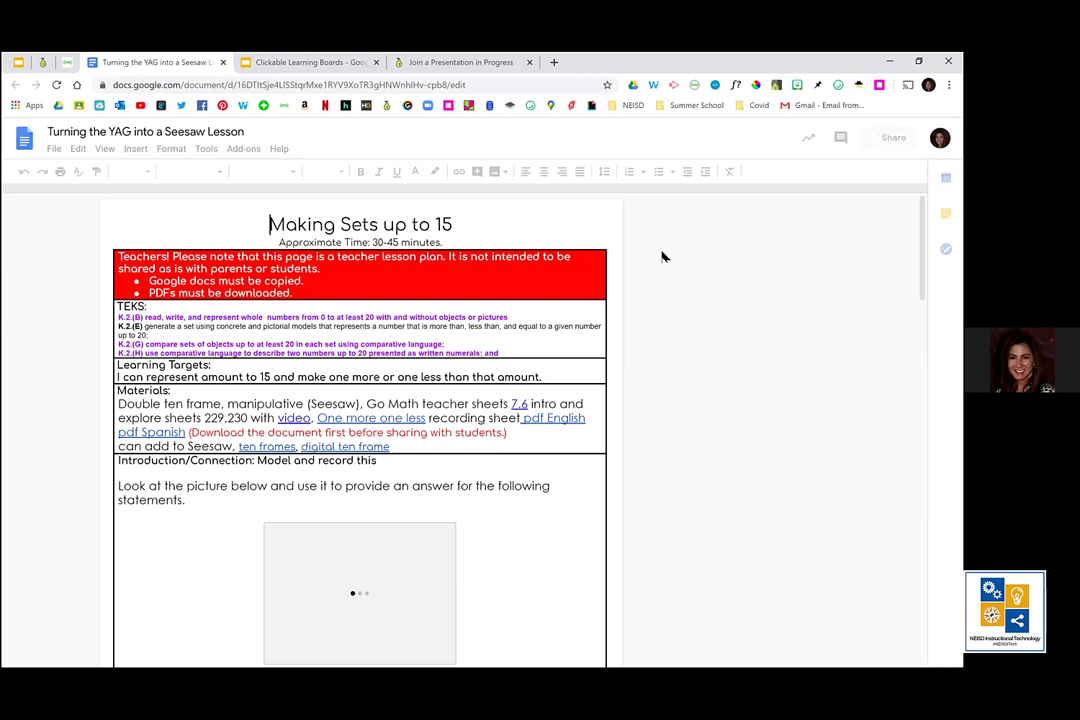 Turning the YAG into a Seesaw L
Clickable Learning Boards - Goo
Join a Presentation in Progress
docs.google.com/document/d/16DTItSje4LlSStqrMxe1RYV9XoTR3gHNWnhlHv-cpb8/edit
Apps
NEISD
Summer School
Covid
Gmail - Email from...
Turning the YAG into a Seesaw Lesson
File Edit View Insert Format Tools Add-ons Help
Share
Making Sets up to 15
Approximate Time: 30-45 minutes.
Teachers! Please note that this page is a teacher lesson plan. It is not intended to be
shared as is with parents or students.
● Google docs must be copied.
● PDFs must be downloaded.
TEKS:
K.2.(B) read, write, and represent whole numbers from 0 to at least 20 with and without objects or pictures
K.2.(E) generate a set using concrete and pictorial models that represents a number that is more than, less than, and equal to a given number
up to 20;
K.2.(G) compare sets of objects up to at least 20 in each set using comparative language;
K.2.(H) use comparative language to describe two numbers up to 20 presented as written numerals; and
Learning Targets:
I can represent amount to 15 and make one more or one less than that amount.
Materials:
Double ten frame, manipulative (Seesaw), Go Math teacher sheets 7.6 intro and
explore sheets 229,230 with video, One more one less recording sheet pdf English
pdf Spanish (Download the document first before sharing with students.)
can add to Seesaw, ten frames, digital ten frame
Introduction/Connection: Model and record this
Look at the picture below and use it to provide an answer for the following
statements.
NEISD Instructional Technology
#NEISDiTech